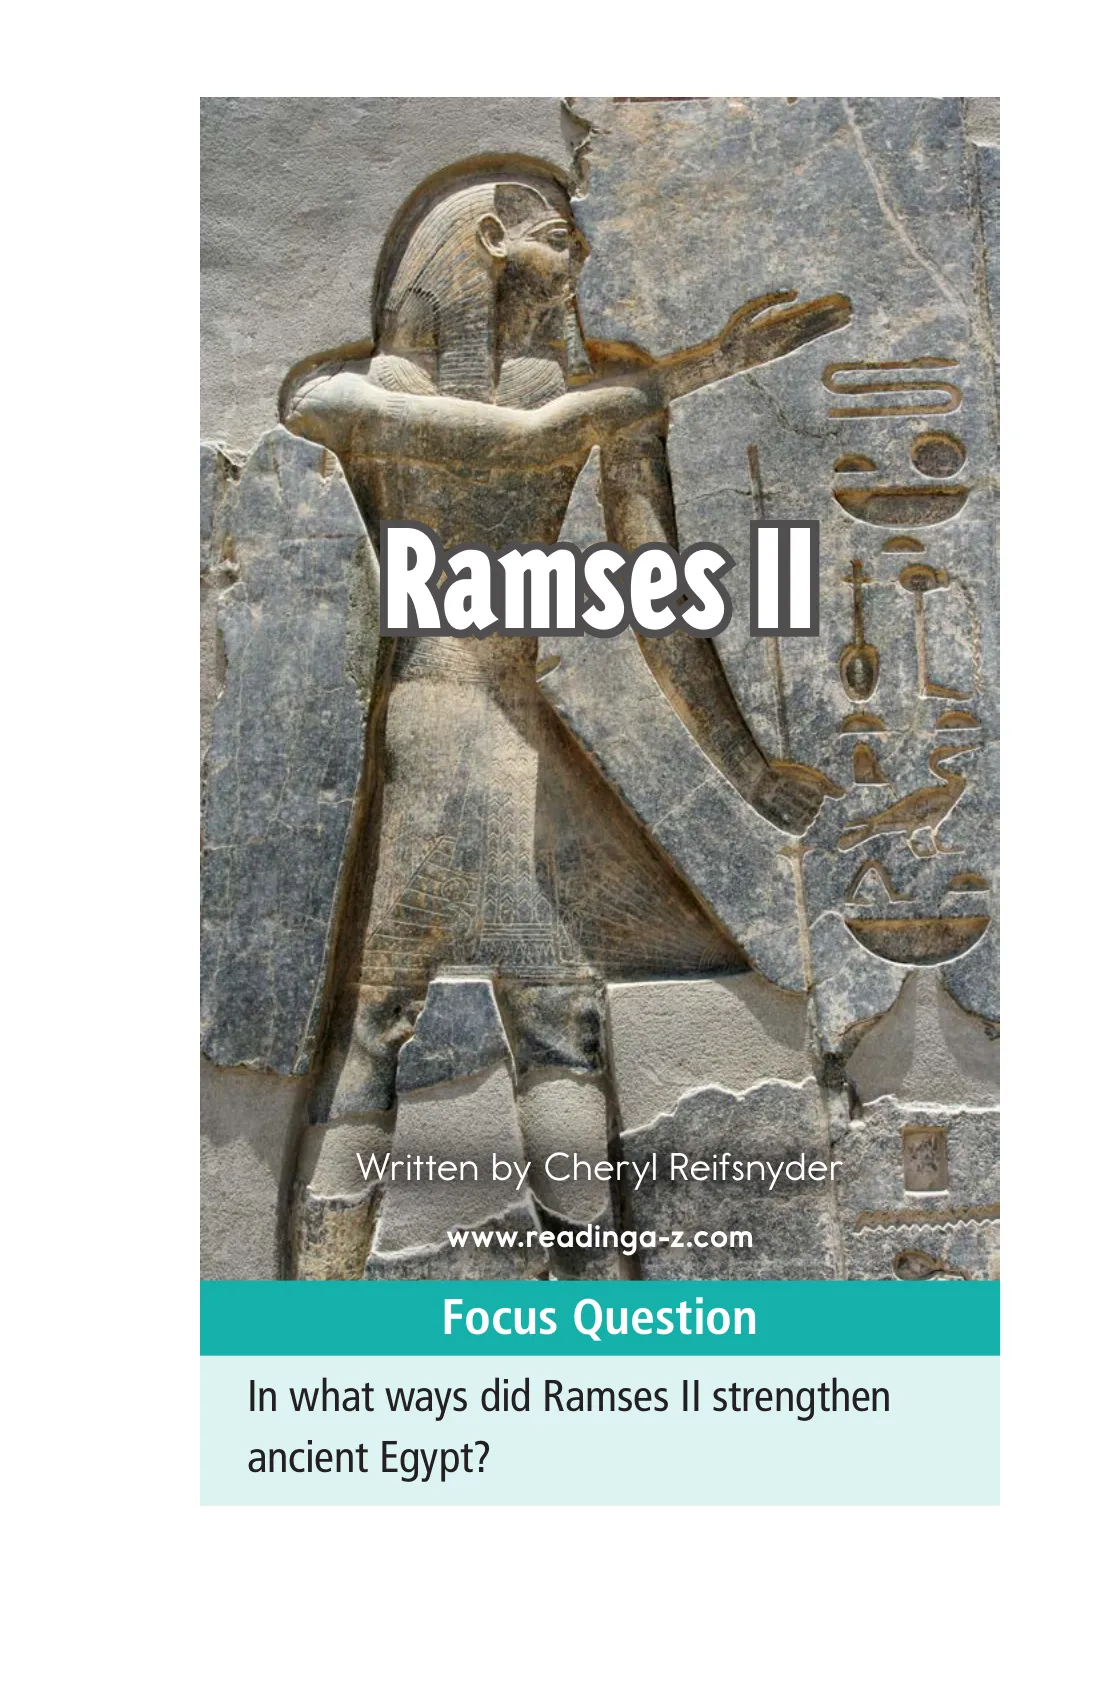 Ramses II
Written by Cheryl Reifsnyder
www.readinga-z.com
Focus Question
In what ways did Ramses II strengthen
ancient Egypt?